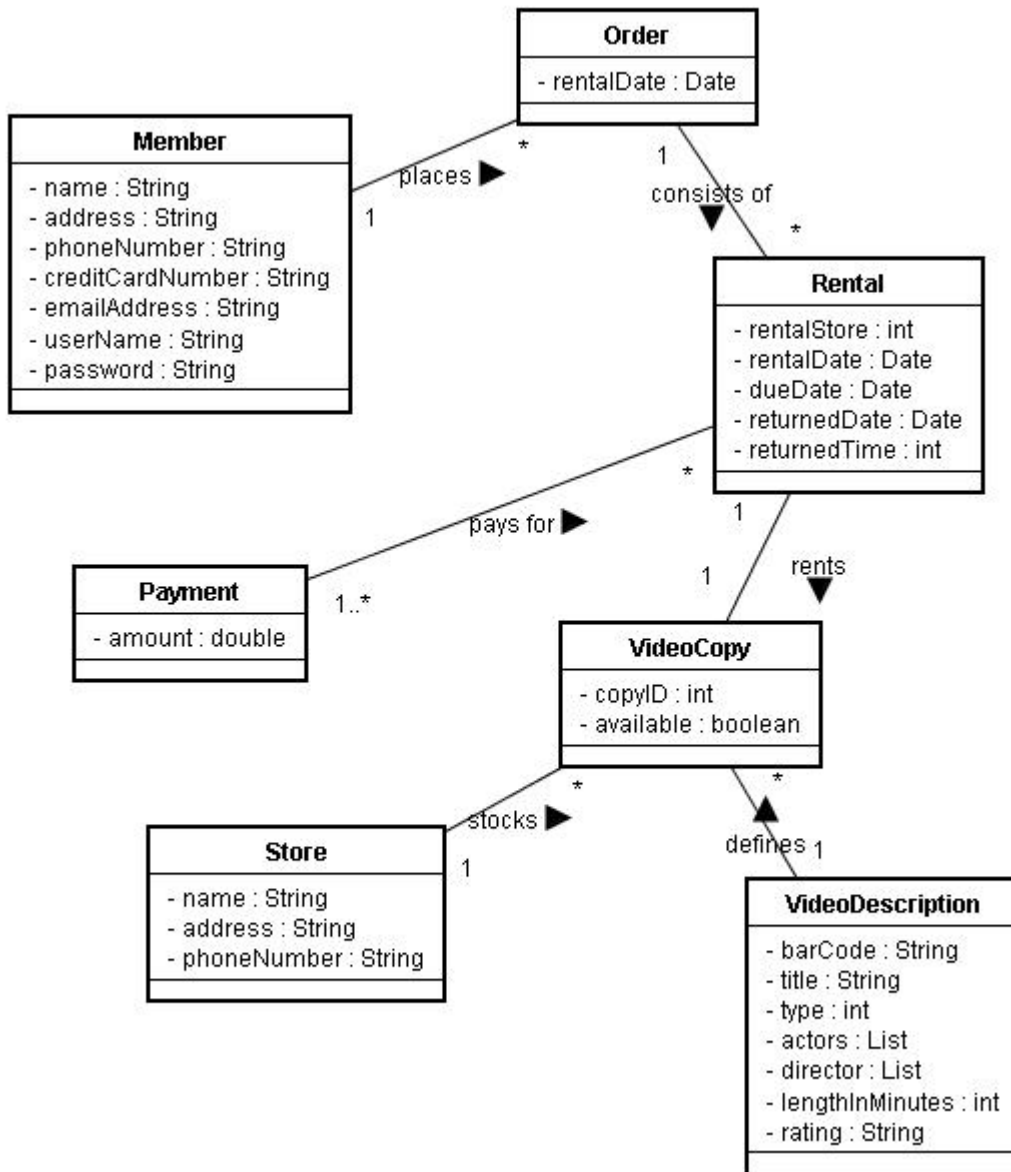 Order
- rentalDate : Date
Member
- name : String
- address : String
- phoneNumber : String
- creditCardNumber : String
- emailAddress : String
- userName : String
- password : String
*
places
1
1
consists of
*
Rental
- rentalStore : int
- rentalDate : Date
- dueDate : Date
- returnedDate : Date
- returnedTime : int
*
pays for
1..*
Payment
- amount : double
1
rents
1
VideoCopy
- copyID : int
- available : boolean
*
stocks
1
Store
- name : String
- address : String
- phoneNumber : String
*
defines
1
VideoDescription
- barCode : String
- title : String
- type : int
- actors : List
- director : List
- lengthInMinutes : int
- rating : String